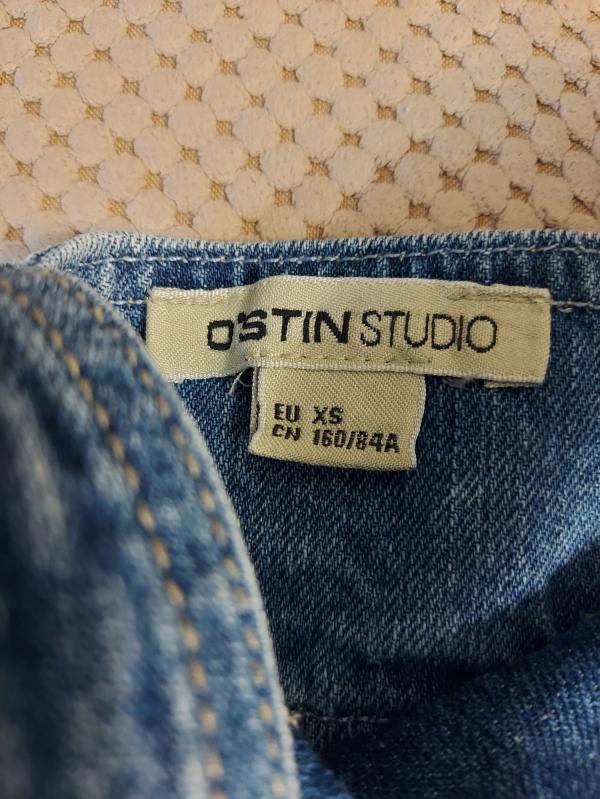 O'STIN STUDIO
EU XS
CN 160/84A